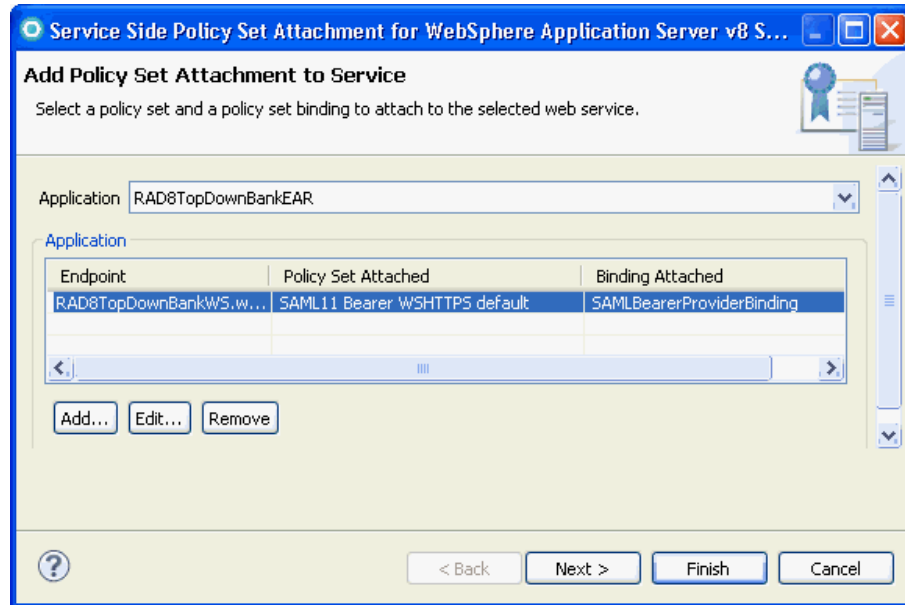 Service Side Policy Set Attachment for WebSphere Application Server v8 S...
Add Policy Set Attachment to Service
Select a policy set and a policy set binding to attach to the selected web service.
Application RAD8TopDownBankEAR
Application
Endpoint Policy Set Attached Binding Attached
RAD8TopDownBankWS.w... SAML11 Bearer WSHTTPS default SAMLBearerProviderBinding
Add... Edit... Remove
? < Back Next > Finish Cancel